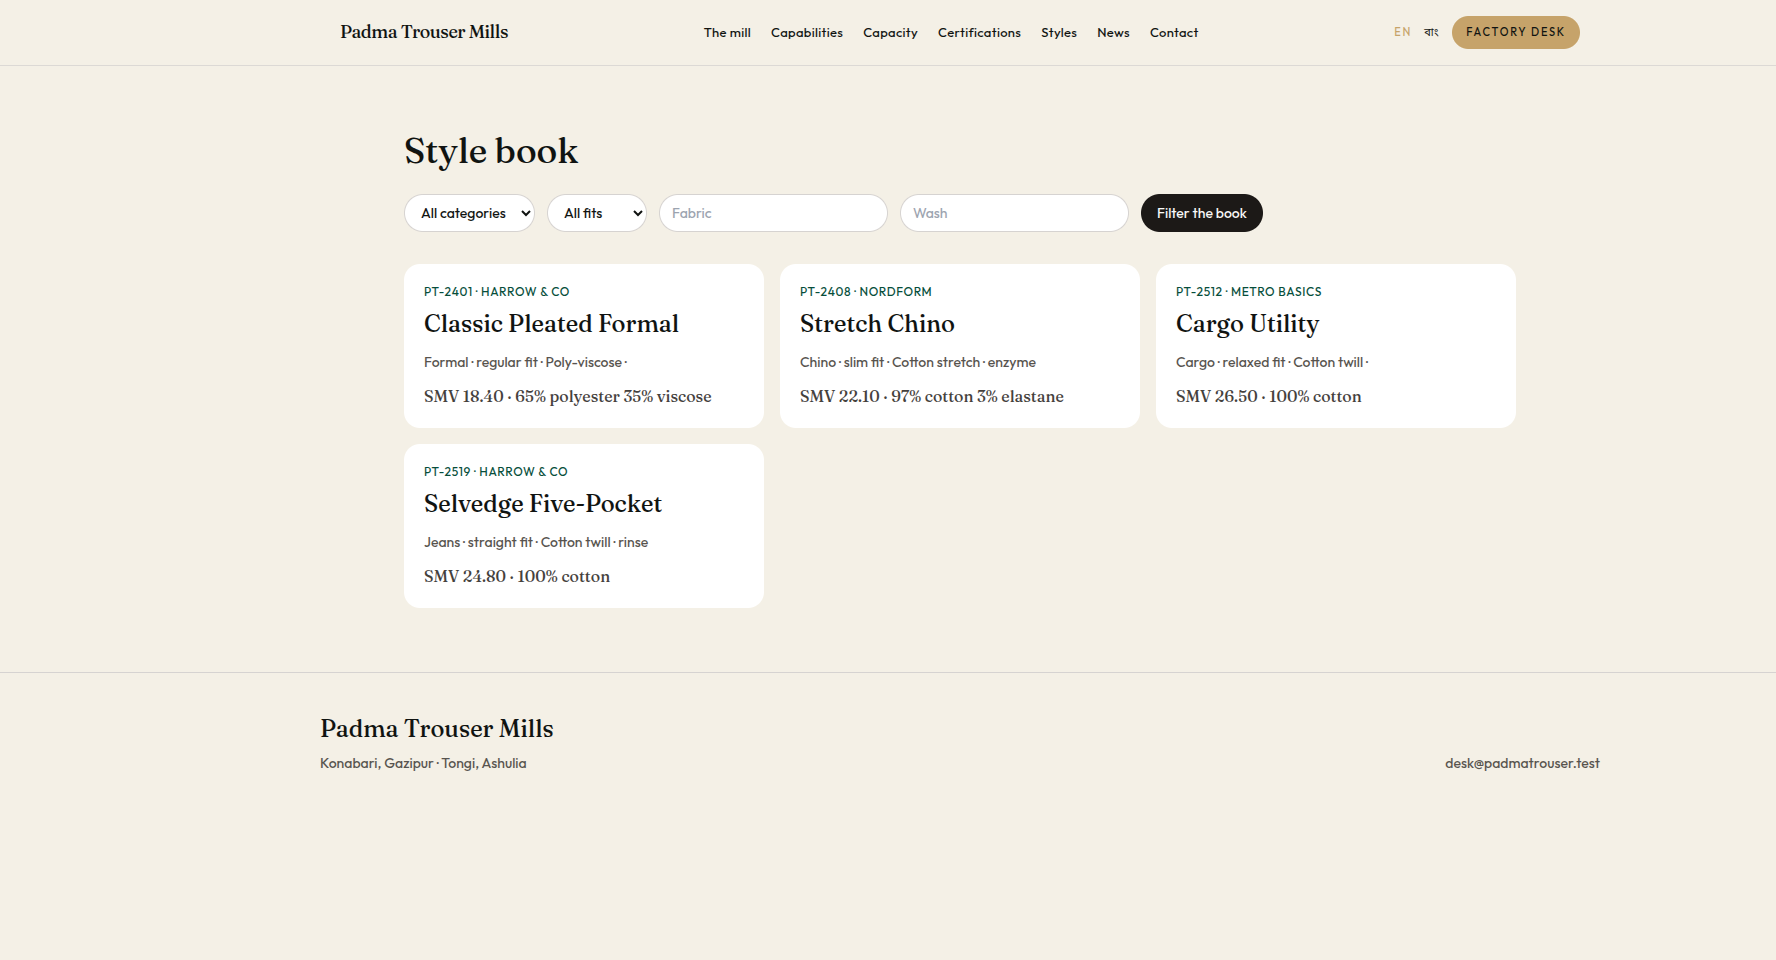 Padma Trouser Mills
The mill Capabilities Capacity Certifications Styles News Contact
EN বাং FACTORY DESK
Style book
All categories All fits Fabric Wash Filter the book
PT-2401 · HARROW & CO
Classic Pleated Formal
Formal · regular fit · Poly-viscose ·
SMV 18.40 · 65% polyester 35% viscose
PT-2408 · NORDFORM
Stretch Chino
Chino · slim fit · Cotton stretch · enzyme
SMV 22.10 · 97% cotton 3% elastane
PT-2512 · METRO BASICS
Cargo Utility
Cargo · relaxed fit · Cotton twill ·
SMV 26.50 · 100% cotton
PT-2519 · HARROW & CO
Selvedge Five-Pocket
Jeans · straight fit · Cotton twill · rinse
SMV 24.80 · 100% cotton
Padma Trouser Mills
Konabari, Gazipur · Tongi, Ashulia
desk@padmatrouser.test